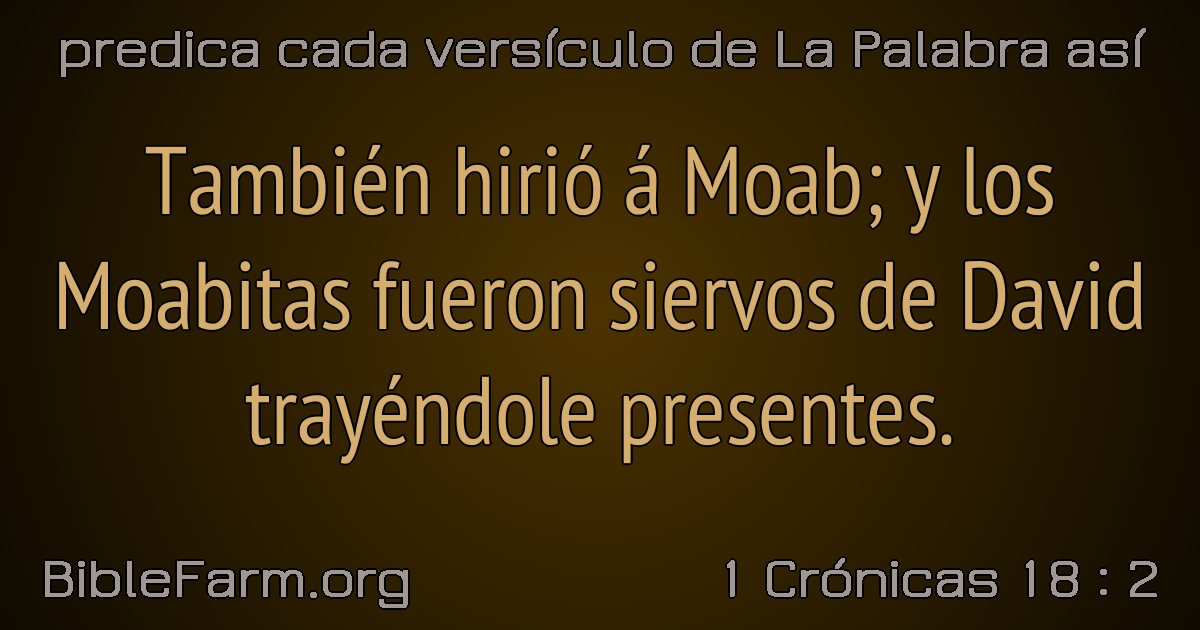 predica cada versículo de La Palabra así
También hirió á Moab; y los
Moabitas fueron siervos de David
trayéndole presentes.
BibleFarm.org
1 Crónicas 18 : 2